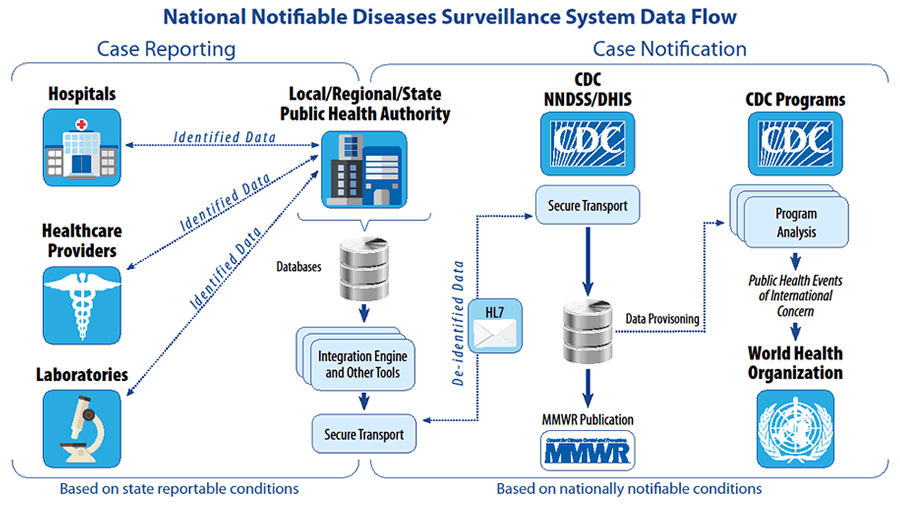 National Notifiable Diseases Surveillance System Data Flow
Case Reporting
Case Notification
Hospitals
Identified Data
Local/Regional/State
Public Health Authority
Healthcare
Providers
Identified Data
Laboratories
Identified Data
Databases
Integration Engine
and Other Tools
Secure Transport
De-identified Data
HL7
CDC
NNDSS/DHIS
CDC
Secure Transport
Data Provisoning
MMWR Publication
MMWR
CDC Programs
CDC
Program
Analysis
Public Health Events
of International
Concern
World Health
Organization
Based on state reportable conditions
Based on nationally notifiable conditions